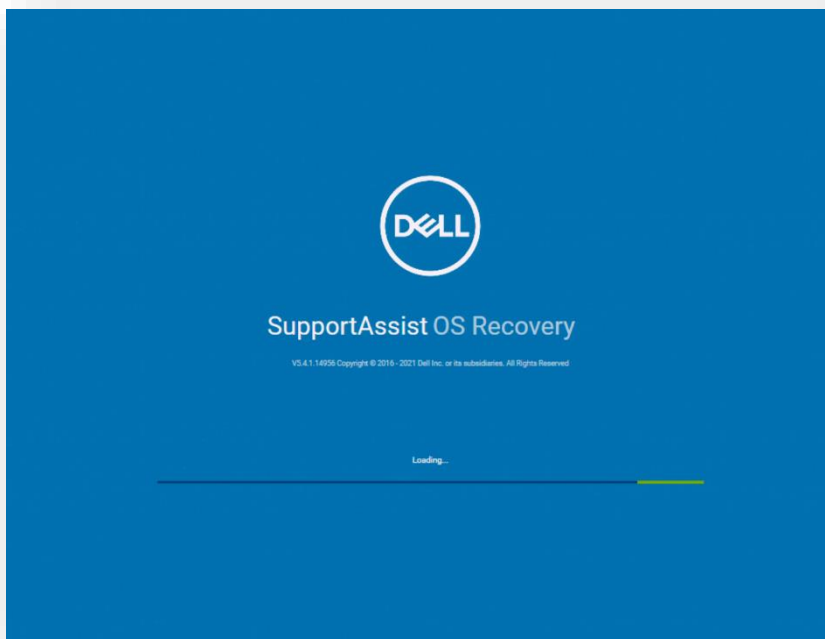 DELL
SupportAssist OS Recovery
V5.4.1.14956 Copyright © 2016 - 2021 Dell Inc. or its subsidiaries. All Rights Reserved
Loading...